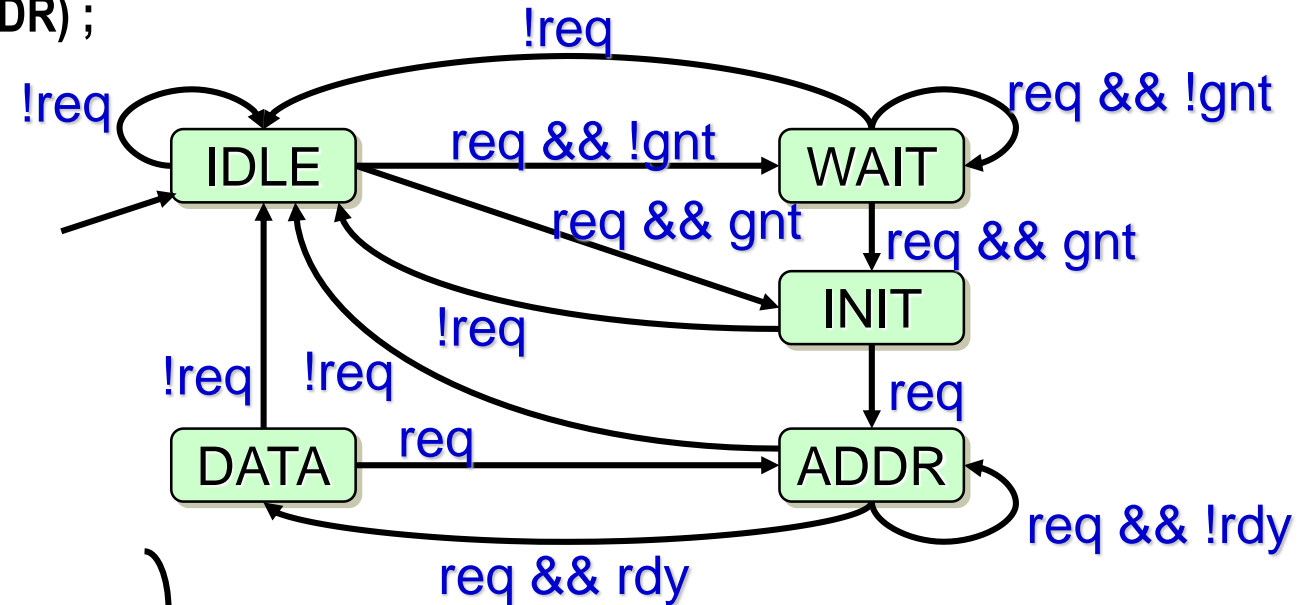 DR) ;
!req
!req
req && !gnt
req && !gnt
IDLE
WAIT
req && gnt
req && gnt
INIT
!req
!req
!req
req
req
DATA
ADDR
req && !rdy
req && rdy